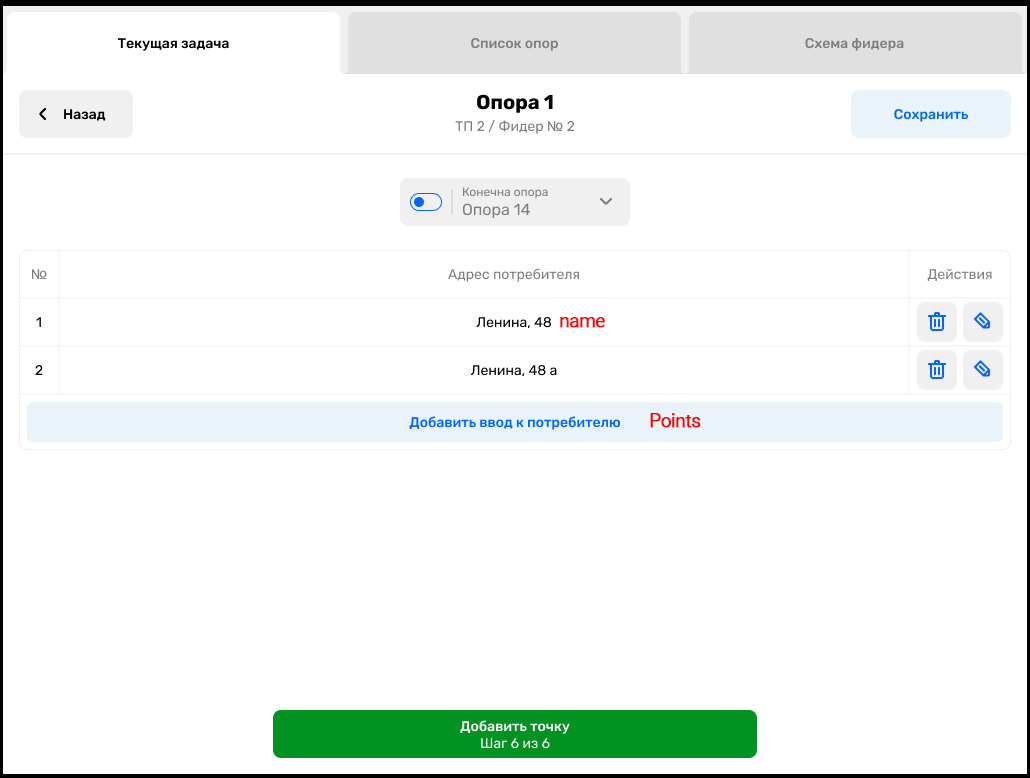 Текущая задача
Список опор
Схема фидера
Назад
Опора 1
ТП 2 / Фидер № 2
Сохранить
Конечна опора
Опора 14
№ Адрес потребителя Действия
1 Ленина, 48 name
2 Ленина, 48 а
Добавить ввод к потребителю Points
Добавить точку
Шаг 6 из 6